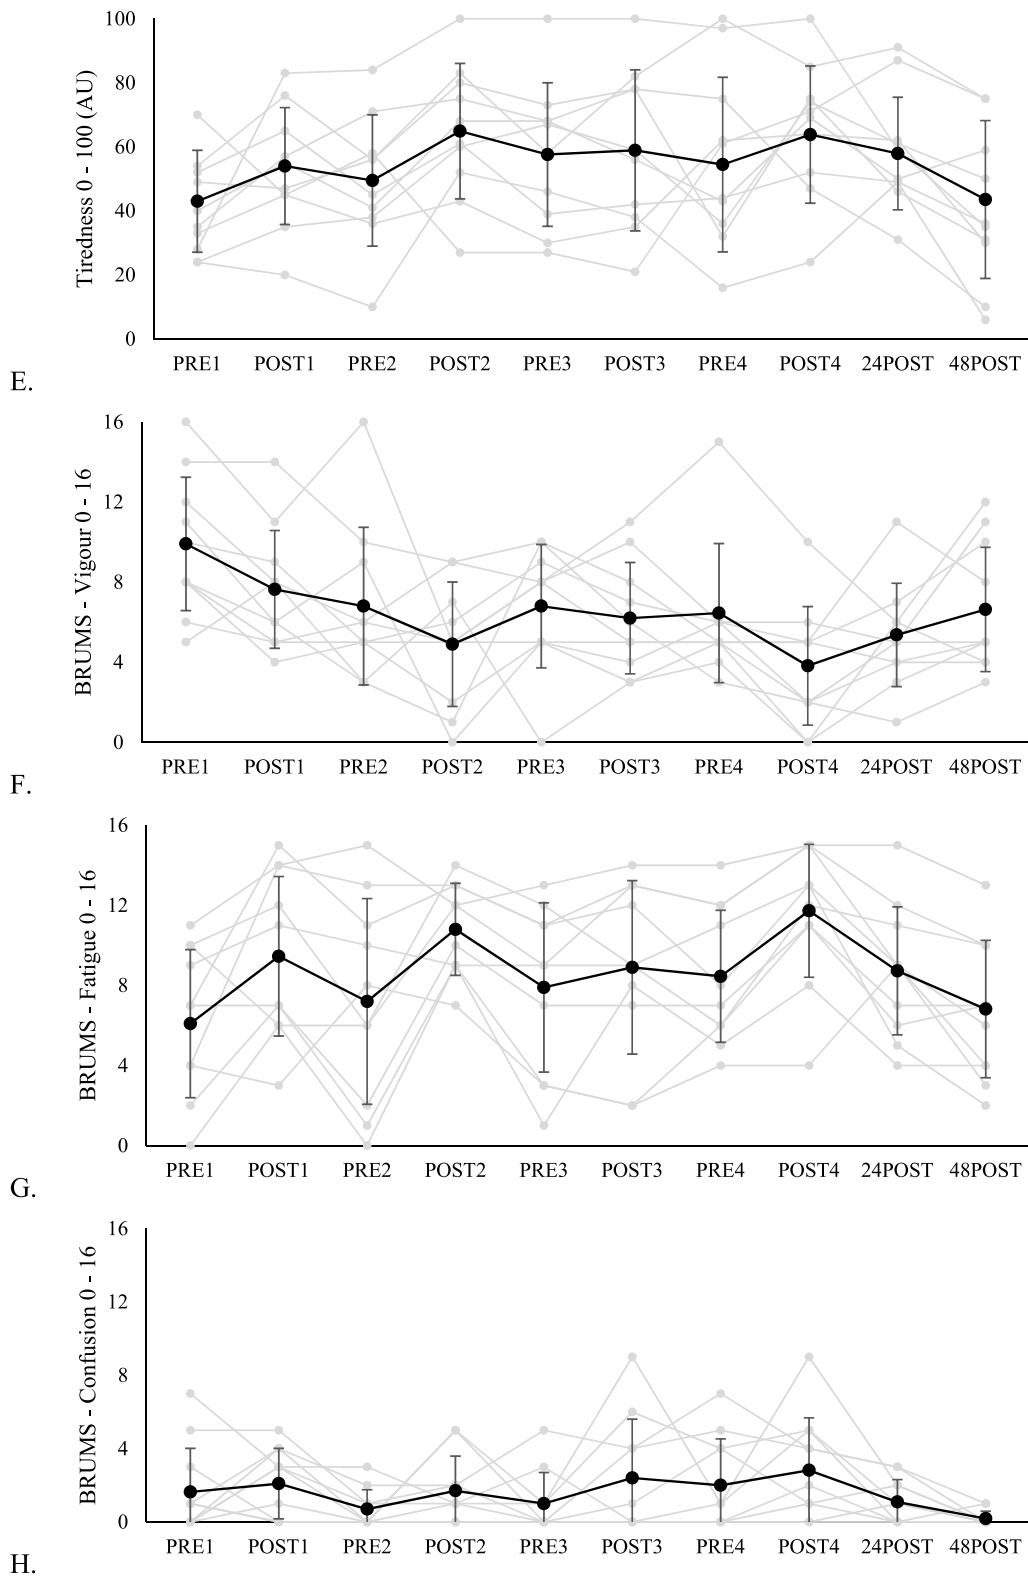 100
80
60
40
20
0
Tiredness 0 - 100 (AU)
PRE1 POST1 PRE2 POST2 PRE3 POST3 PRE4 POST4 24POST 48POST
E.
16
12
8
4
0
BRUMS - Vigour 0 - 16
PRE1 POST1 PRE2 POST2 PRE3 POST3 PRE4 POST4 24POST 48POST
F.
16
12
8
4
0
BRUMS - Fatigue 0 - 16
PRE1 POST1 PRE2 POST2 PRE3 POST3 PRE4 POST4 24POST 48POST
G.
16
12
8
4
0
BRUMS - Confusion 0 - 16
PRE1 POST1 PRE2 POST2 PRE3 POST3 PRE4 POST4 24POST 48POST
H.